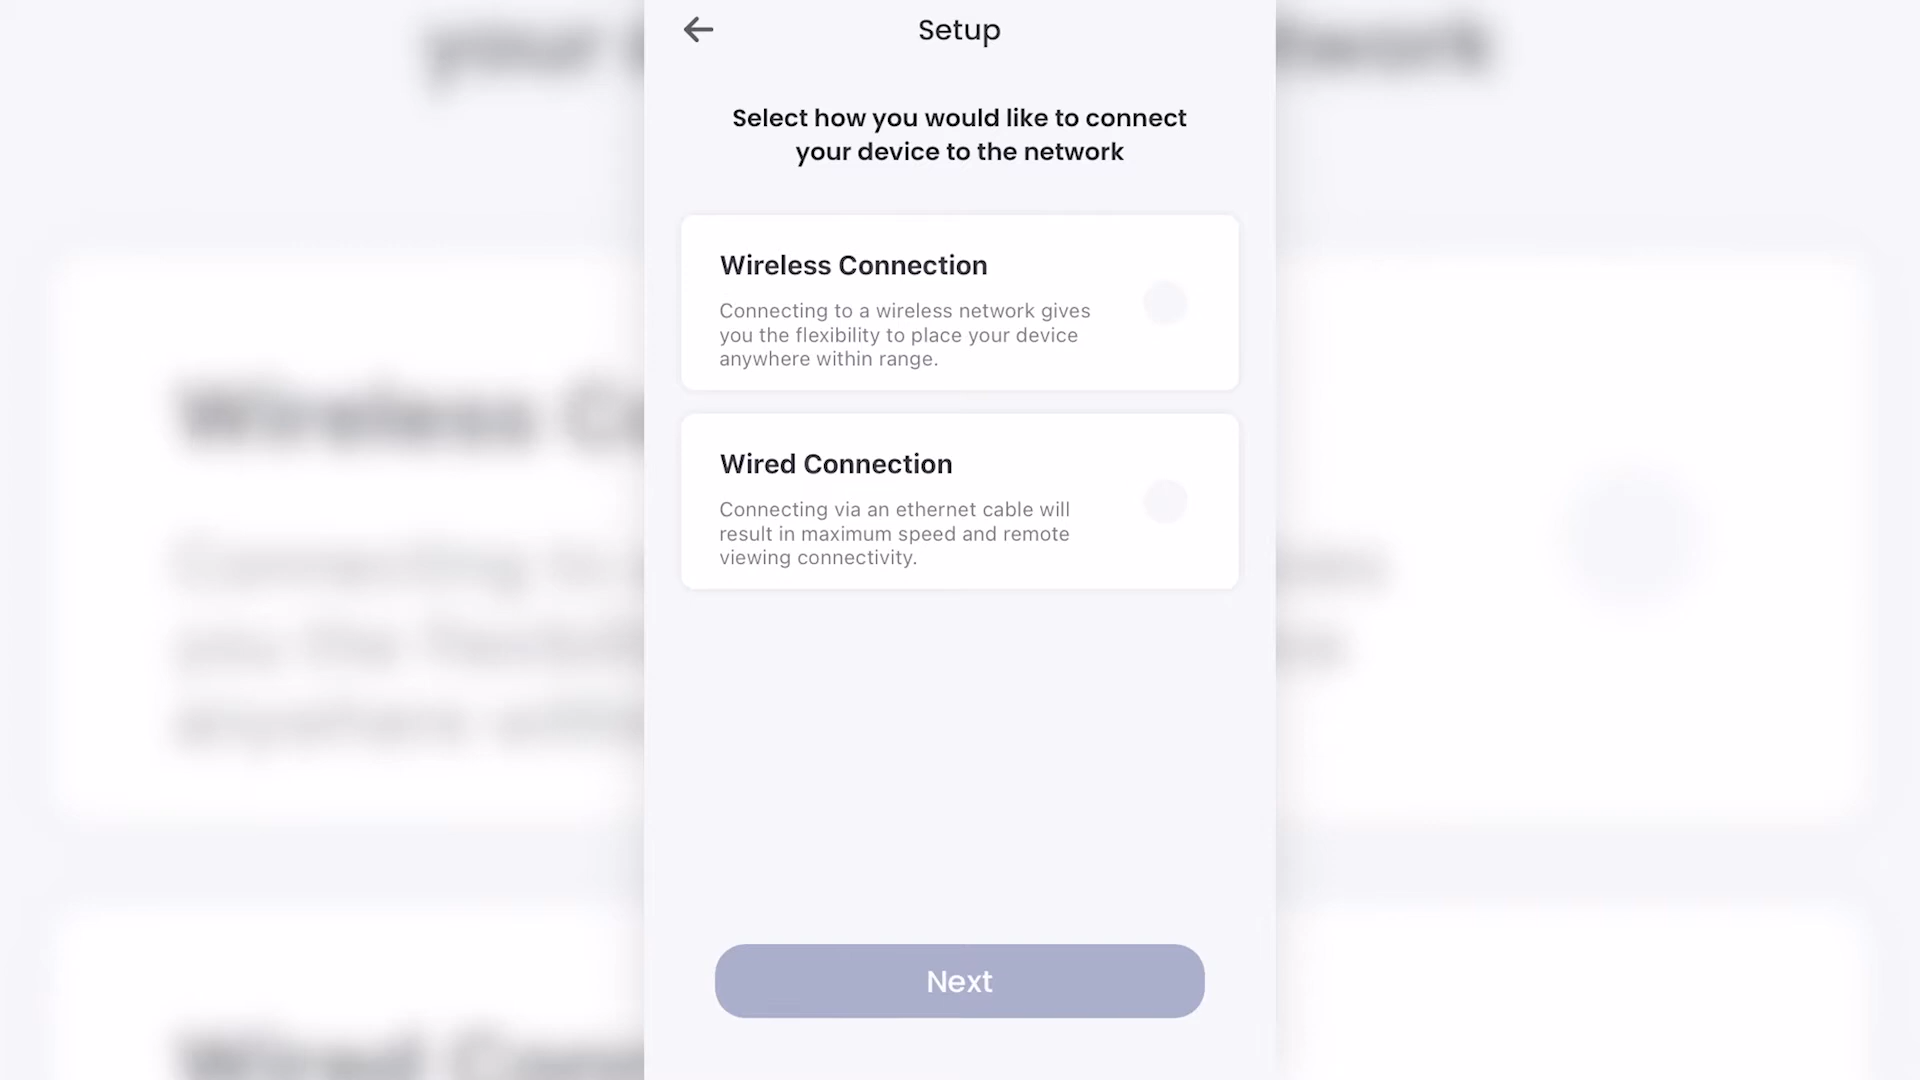 Setup
Select how you would like to connect
your device to the network
Wireless Connection
Connecting to a wireless network gives
you the flexibility to place your device
anywhere within range.
Wired Connection
Connecting via an ethernet cable will
result in maximum speed and remote
viewing connectivity.
Next